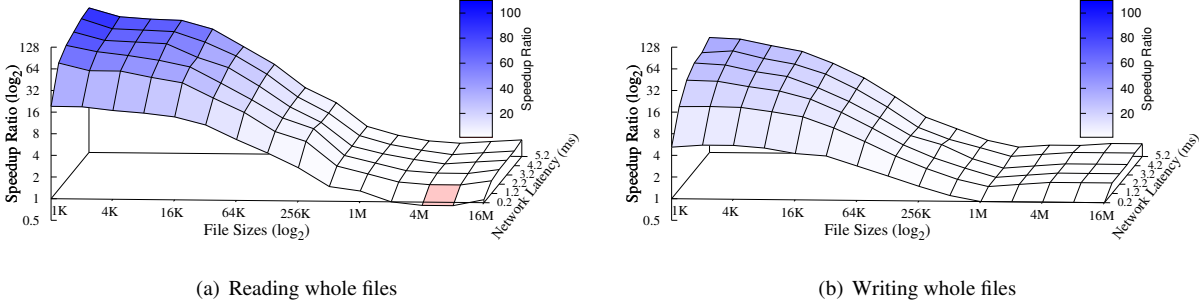 Speedup Ratio (log2)
128
64
32
16
8
4
2
1
0.5
1K
4K
16K
64K
256K
1M
4M
16M
File Sizes (log2)
0.2
1.2
2.2
3.2
4.2
5.2
Network Latency (ms)
100
80
60
40
20
Speedup Ratio
(a) Reading whole files
Speedup Ratio (log2)
128
64
32
16
8
4
2
1
0.5
1K
4K
16K
64K
256K
1M
4M
16M
File Sizes (log2)
0.2
1.2
2.2
3.2
4.2
5.2
Network Latency (ms)
100
80
60
40
20
Speedup Ratio
(b) Writing whole files